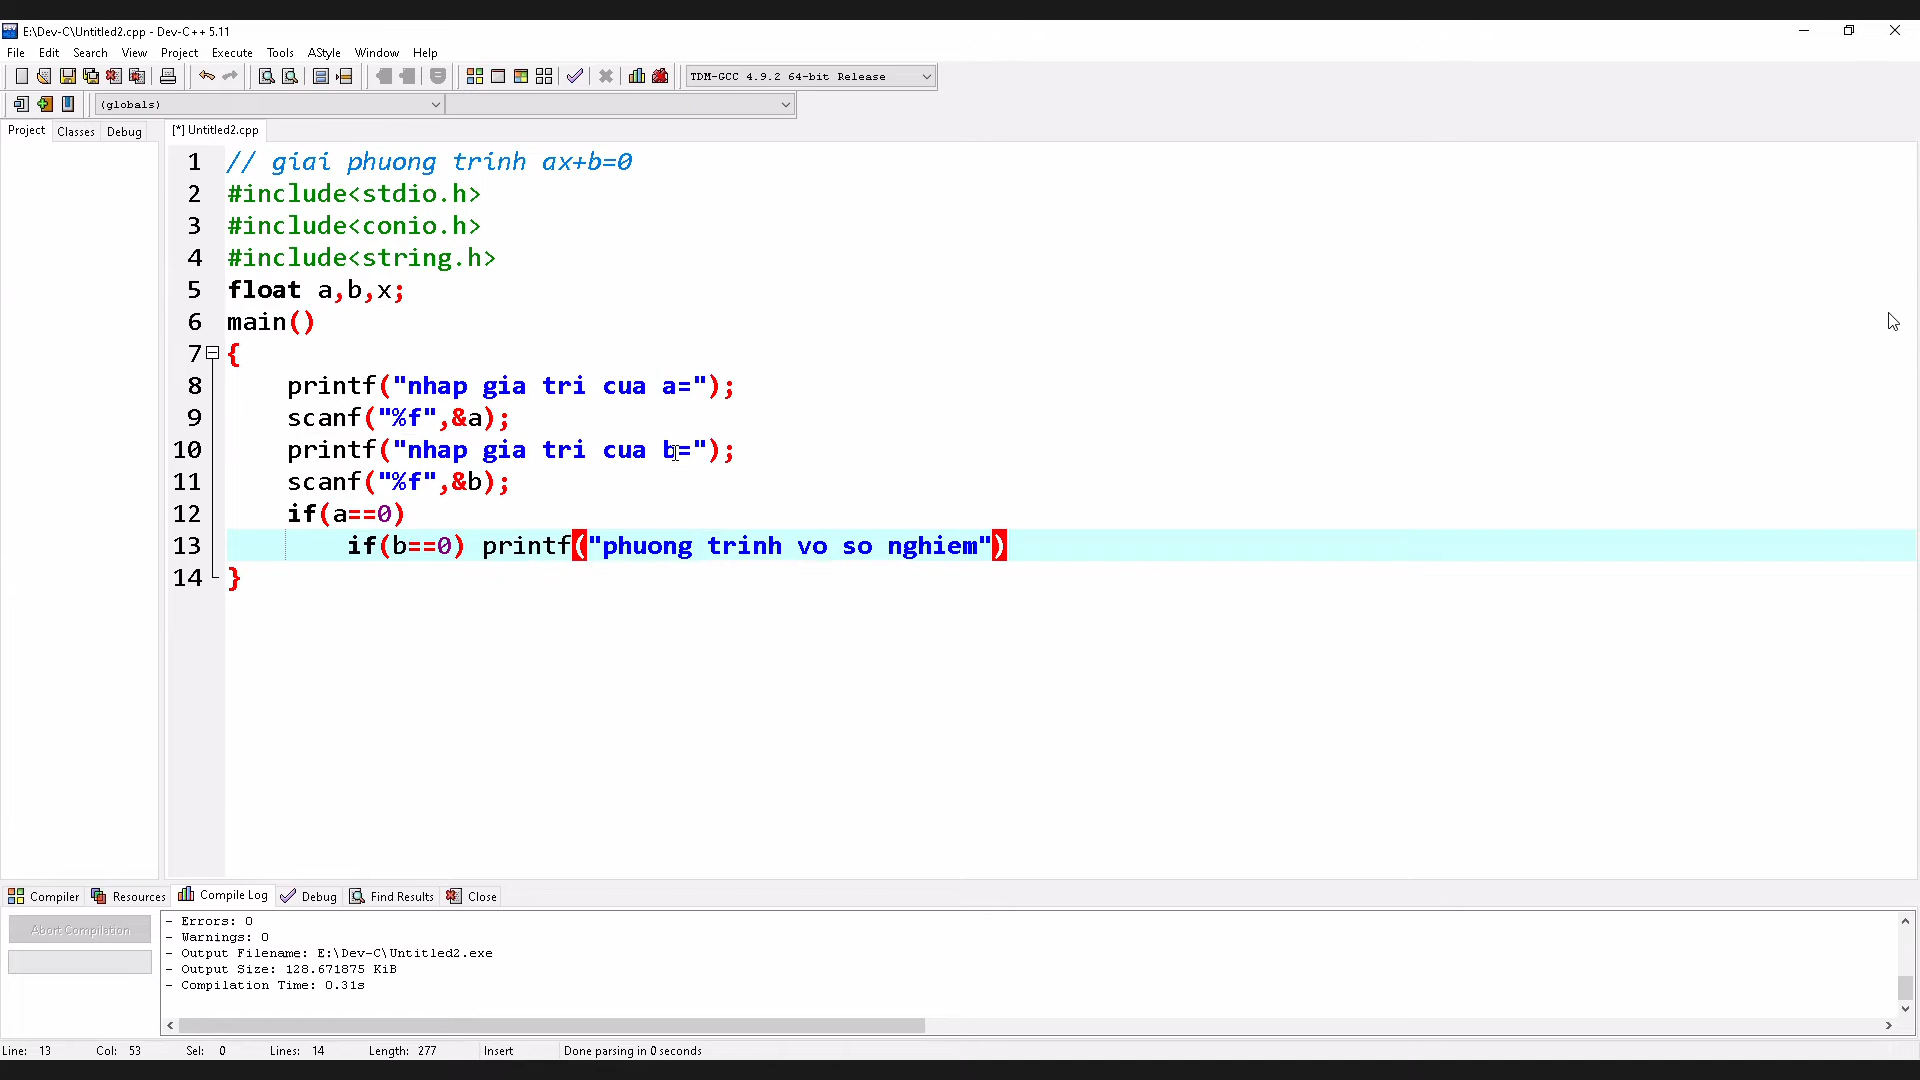 E:\Dev-C\Untitled2.cpp - Dev-C++ 5.11
File Edit Search View Project Execute Tools AStyle Window Help
TDM-GCC 4.9.2 64-bit Release
(globals)
Project Classes Debug [*] Untitled2.cpp
1 // giai phuong trinh ax+b=0
2 #include<stdio.h>
3 #include<conio.h>
4 #include<string.h>
5 float a,b,x;
6 main()
7 {
8 printf("nhap gia tri cua a=");
9 scanf("%f",&a);
10 printf("nhap gia tri cua b=");
11 scanf("%f",&b);
12 if(a==0)
13 if(b==0) printf("phuong trinh vo so nghiem")
14 }
Compiler Resources Compile Log Debug Find Results Close
Abort Compilation
- Errors: 0
- Warnings: 0
- Output Filename: E:\Dev-C\Untitled2.exe
- Output Size: 128.671875 KiB
- Compilation Time: 0.31s
Line: 13 Col: 53 Sel: 0 Lines: 14 Length: 277 Insert Done parsing in 0 seconds